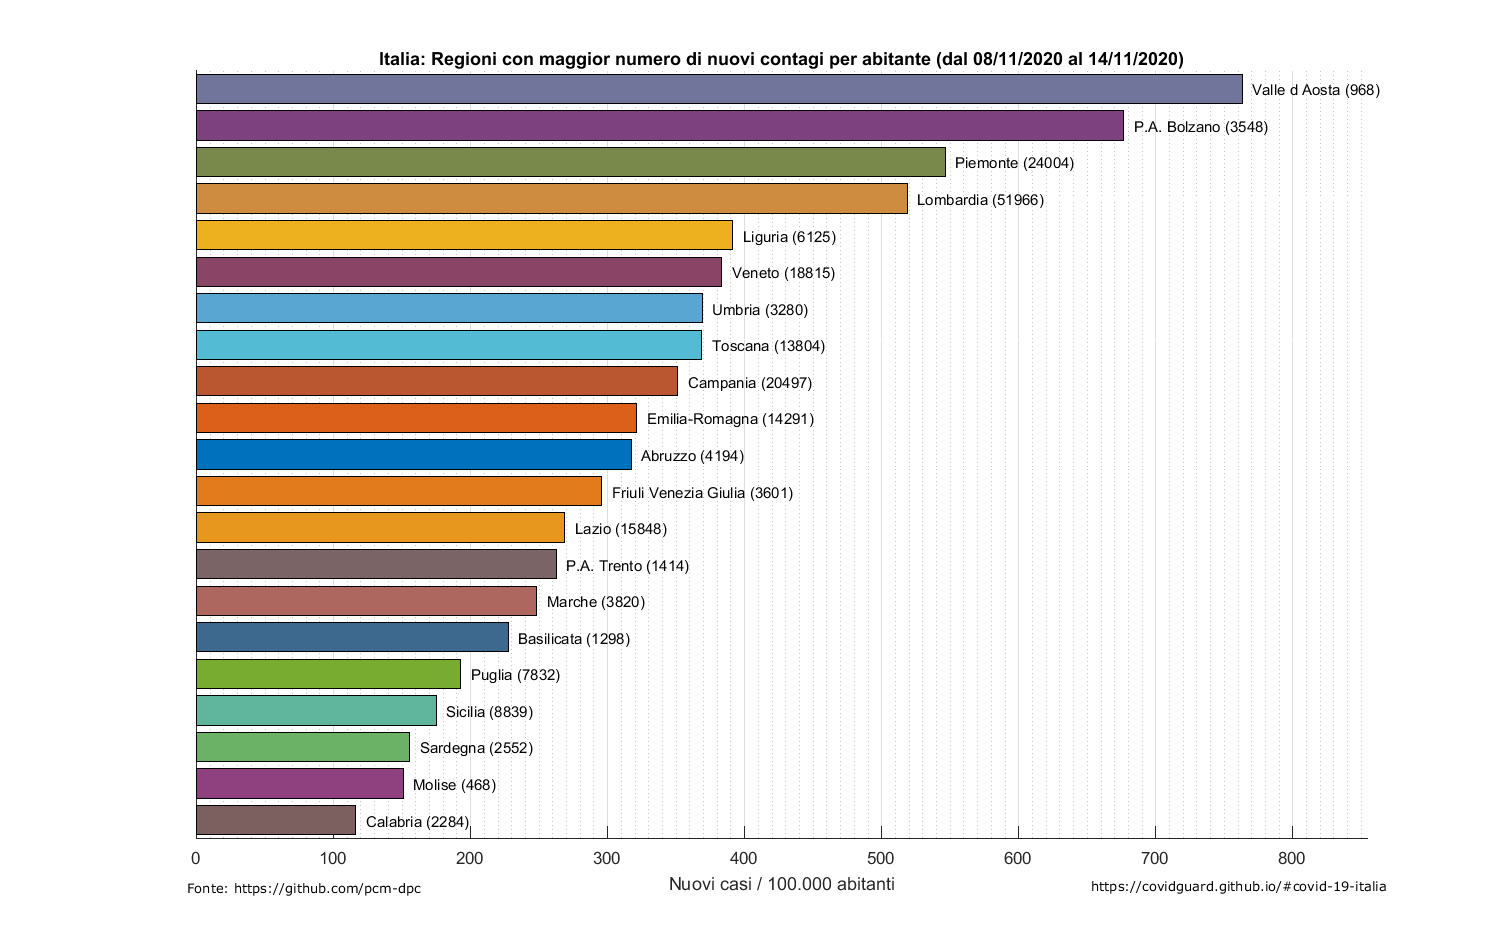 Italia: Regioni con maggior numero di nuovi contagi per abitante (dal 08/11/2020 al 14/11/2020)
Valle d Aosta (968)
P.A. Bolzano (3548)
Piemonte (24004)
Lombardia (51966)
Liguria (6125)
Veneto (18815)
Umbria (3280)
Toscana (13804)
Campania (20497)
Emilia-Romagna (14291)
Abruzzo (4194)
Friuli Venezia Giulia (3601)
Lazio (15848)
P.A. Trento (1414)
Marche (3820)
Basilicata (1298)
Puglia (7832)
Sicilia (8839)
Sardegna (2552)
Molise (468)
Calabria (2284)
0 100 200 300 400 500 600 700 800
Nuovi casi / 100.000 abitanti
Fonte: https://github.com/pcm-dpc
https://covidguard.github.io/#covid-19-italia